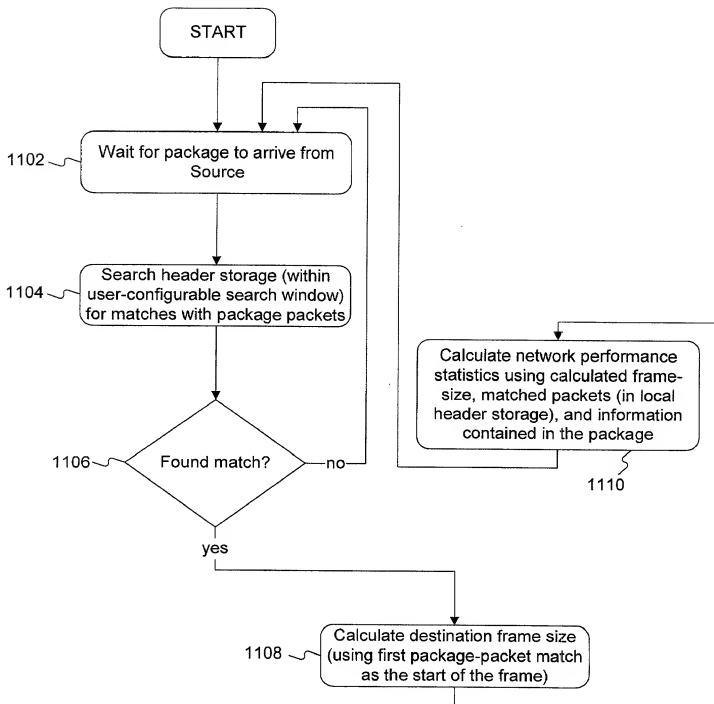 START
1102
Wait for package to arrive from
Source
1104
Search header storage (within
user-configurable search window)
for matches with package packets
1106
Found match?
no
yes
Calculate network performance
statistics using calculated frame-
size, matched packets (in local
header storage), and information
contained in the package
1110
1108
Calculate destination frame size
(using first package-packet match
as the start of the frame)